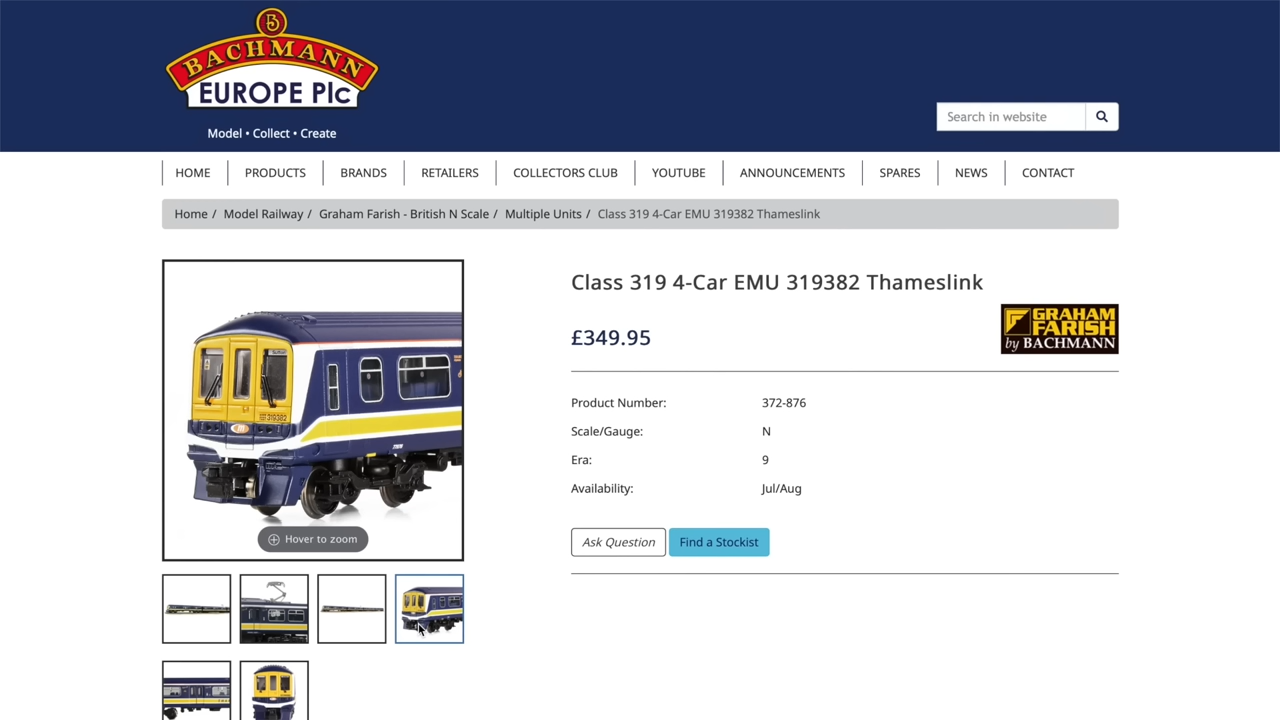 B
BACHMANN
EUROPE Plc
Model • Collect • Create
Search in website
HOME
PRODUCTS
BRANDS
RETAILERS
COLLECTORS CLUB
YOUTUBE
ANNOUNCEMENTS
SPARES
NEWS
CONTACT
Home / Model Railway / Graham Farish - British N Scale / Multiple Units / Class 319 4-Car EMU 319382 Thameslink
Class 319 4-Car EMU 319382 Thameslink
GRAHAM
FARISH
by BACHMANN
£349.95
Product Number: 372-876
Scale/Gauge: N
Era: 9
Availability: Jul/Aug
Ask Question
Find a Stockist
319382
Hover to zoom